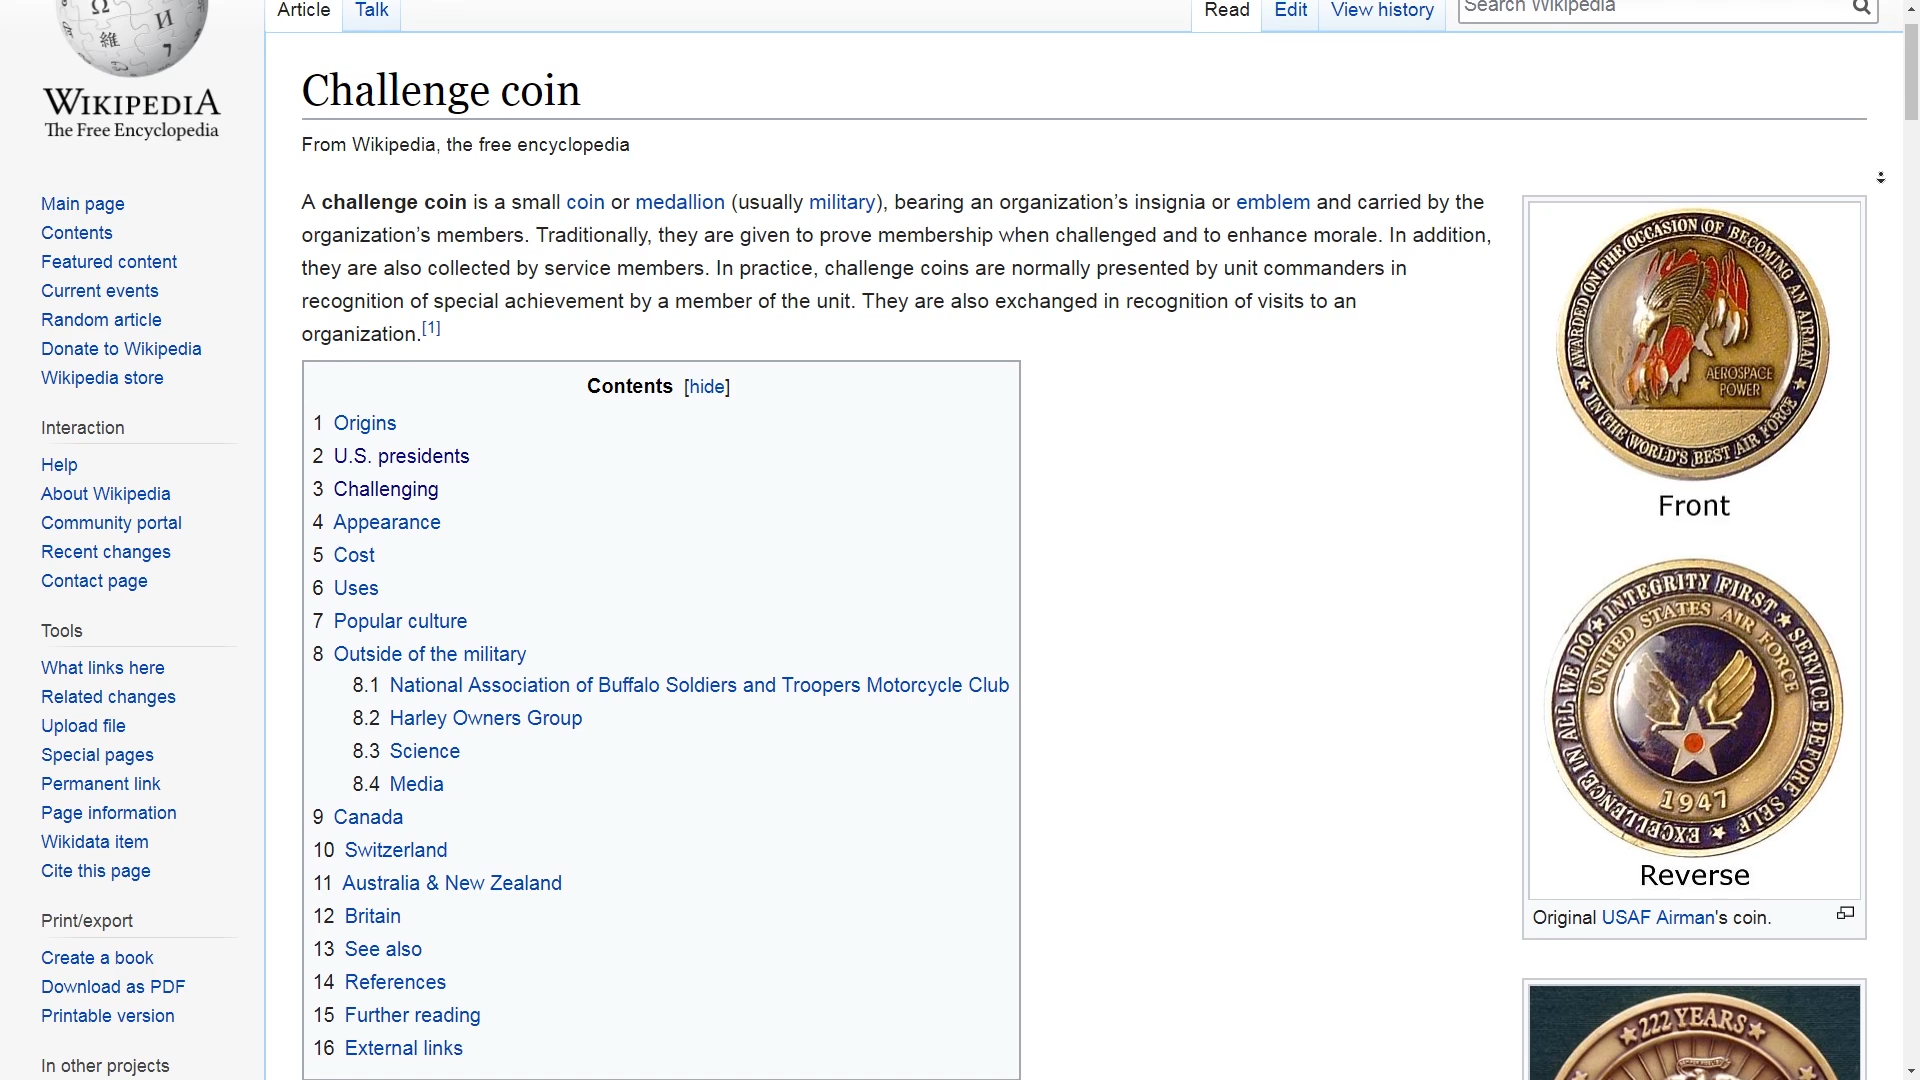 Article
Talk
Read
Edit
View history
Search Wikipedia
WIKIPEDIA
The Free Encyclopedia
Main page
Contents
Featured content
Current events
Random article
Donate to Wikipedia
Wikipedia store
Interaction
Help
About Wikipedia
Community portal
Recent changes
Contact page
Tools
What links here
Related changes
Upload file
Special pages
Permanent link
Page information
Wikidata item
Cite this page
Print/export
Create a book
Download as PDF
Printable version
In other projects
Challenge coin
From Wikipedia, the free encyclopedia
A challenge coin is a small coin or medallion (usually military), bearing an organization’s insignia or emblem and carried by the
organization’s members. Traditionally, they are given to prove membership when challenged and to enhance morale. In addition,
they are also collected by service members. In practice, challenge coins are normally presented by unit commanders in
recognition of special achievement by a member of the unit. They are also exchanged in recognition of visits to an
organization.[1]
Contents [hide]
1 Origins
2 U.S. presidents
3 Challenging
4 Appearance
5 Cost
6 Uses
7 Popular culture
8 Outside of the military
8.1 National Association of Buffalo Soldiers and Troopers Motorcycle Club
8.2 Harley Owners Group
8.3 Science
8.4 Media
9 Canada
10 Switzerland
11 Australia & New Zealand
12 Britain
13 See also
14 References
15 Further reading
16 External links
AWARDED ON THE OCCASION OF BECOMING AN AIRMAN
IN THE WORLD'S BEST AIR FORCE
AEROSPACE
POWER
Front
INTEGRITY FIRST ★ SERVICE BEFORE SELF ★ EXCELLENCE IN ALL WE DO ★
UNITED STATES AIR FORCE
1947
Reverse
Original USAF Airman's coin.
★ 222 YEARS ★